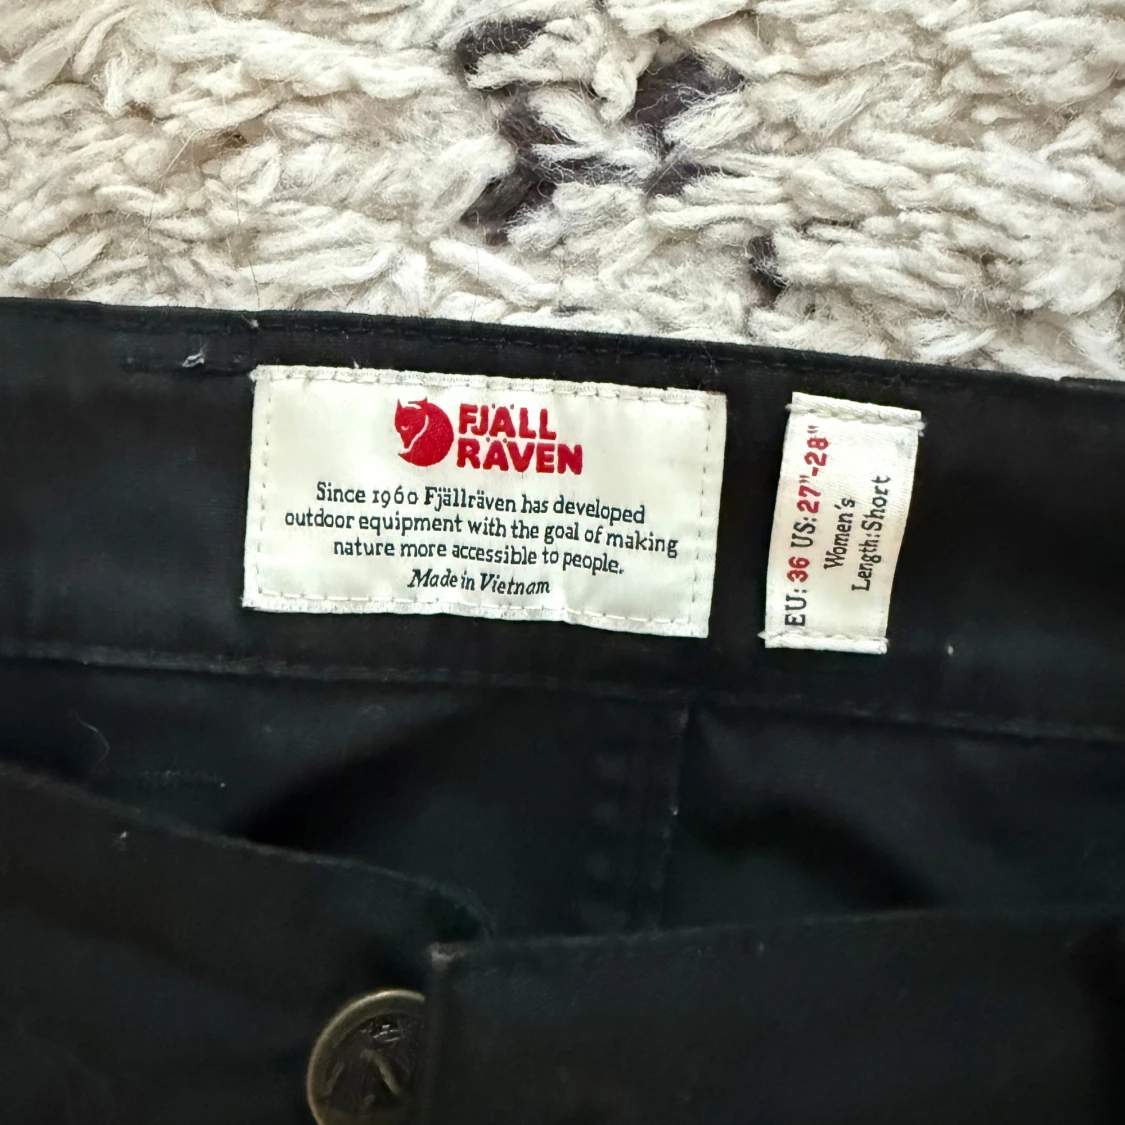 FJÄLL
RÄVEN
Since 1960 Fjällräven has developed
outdoor equipment with the goal of making
nature more accessible to people.
Made in Vietnam
EU: 36 US: 27"-28"
Women's
Length: Short